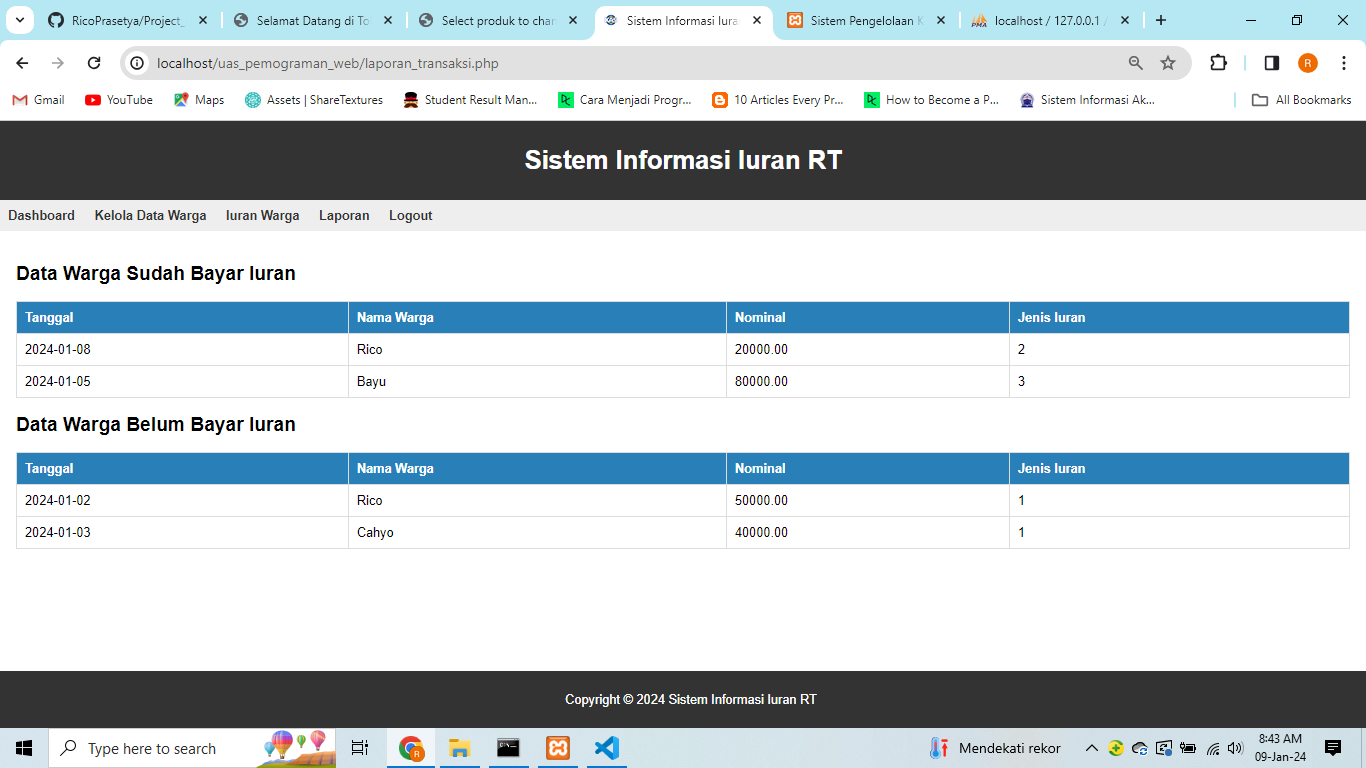 RicoPrasetya/Project_
Selamat Datang di To
Select produk to char
Sistem Informasi Iura
Sistem Pengelolaan K
localhost / 127.0.0.1 /
localhost/uas_pemograman_web/laporan_transaksi.php
R
Gmail YouTube Maps Assets | ShareTextures Student Result Man... Cara Menjadi Progr... 10 Articles Every Pr... How to Become a P... Sistem Informasi Ak... All Bookmarks
Sistem Informasi Iuran RT
Dashboard Kelola Data Warga Iuran Warga Laporan Logout
Data Warga Sudah Bayar Iuran
Tanggal Nama Warga Nominal Jenis Iuran
2024-01-08 Rico 20000.00 2
2024-01-05 Bayu 80000.00 3
Data Warga Belum Bayar Iuran
Tanggal Nama Warga Nominal Jenis Iuran
2024-01-02 Rico 50000.00 1
2024-01-03 Cahyo 40000.00 1
Copyright © 2024 Sistem Informasi Iuran RT
Type here to search
Mendekati rekor
8:43 AM
09-Jan-24